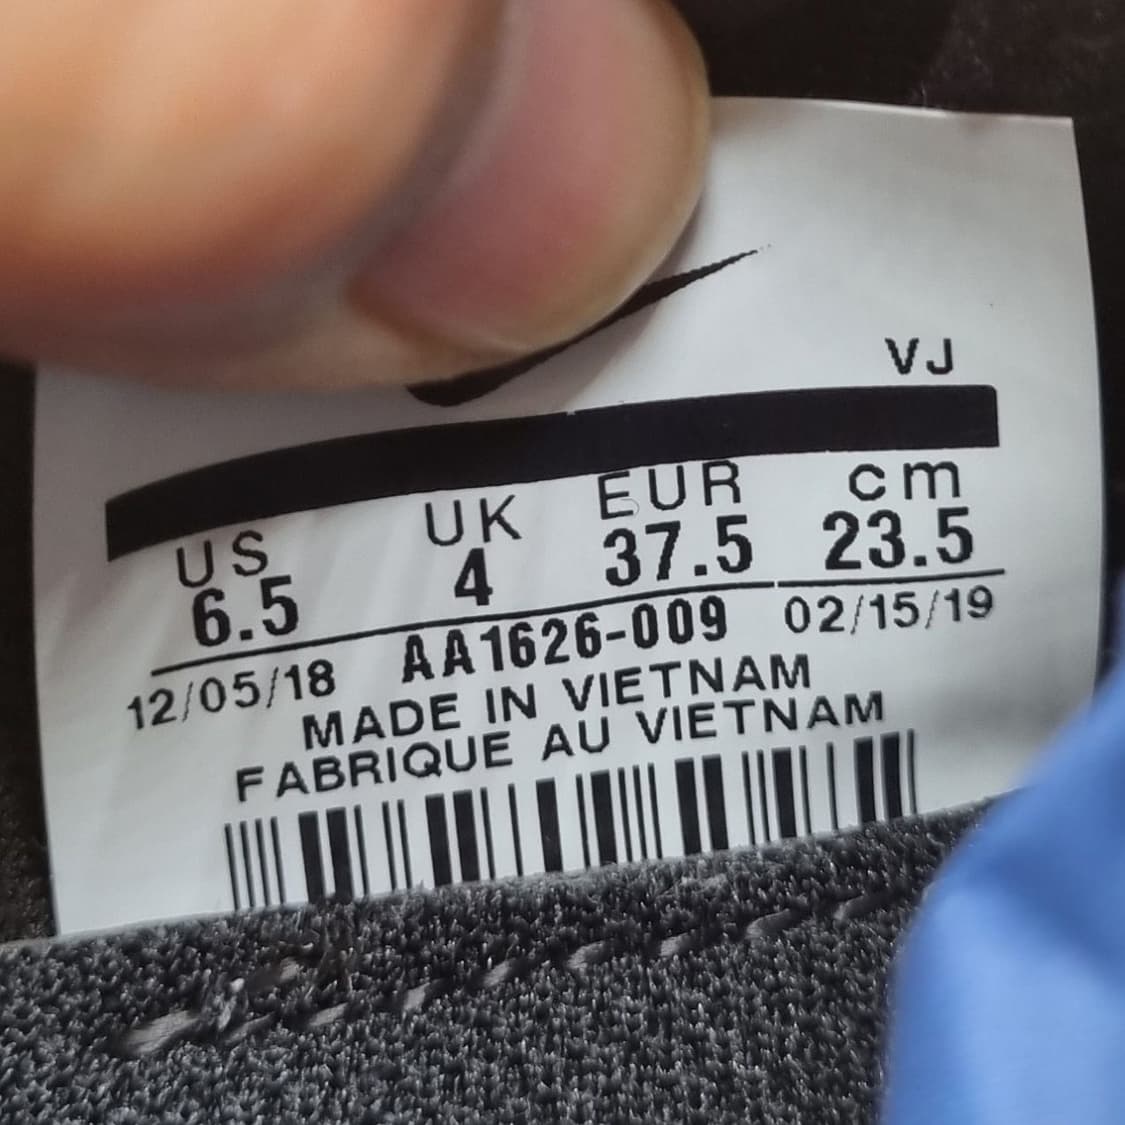 VJ
US UK EUR cm
6.5 4 37.5 23.5
12/05/18 AA1626-009 02/15/19
MADE IN VIETNAM
FABRIQUE AU VIETNAM